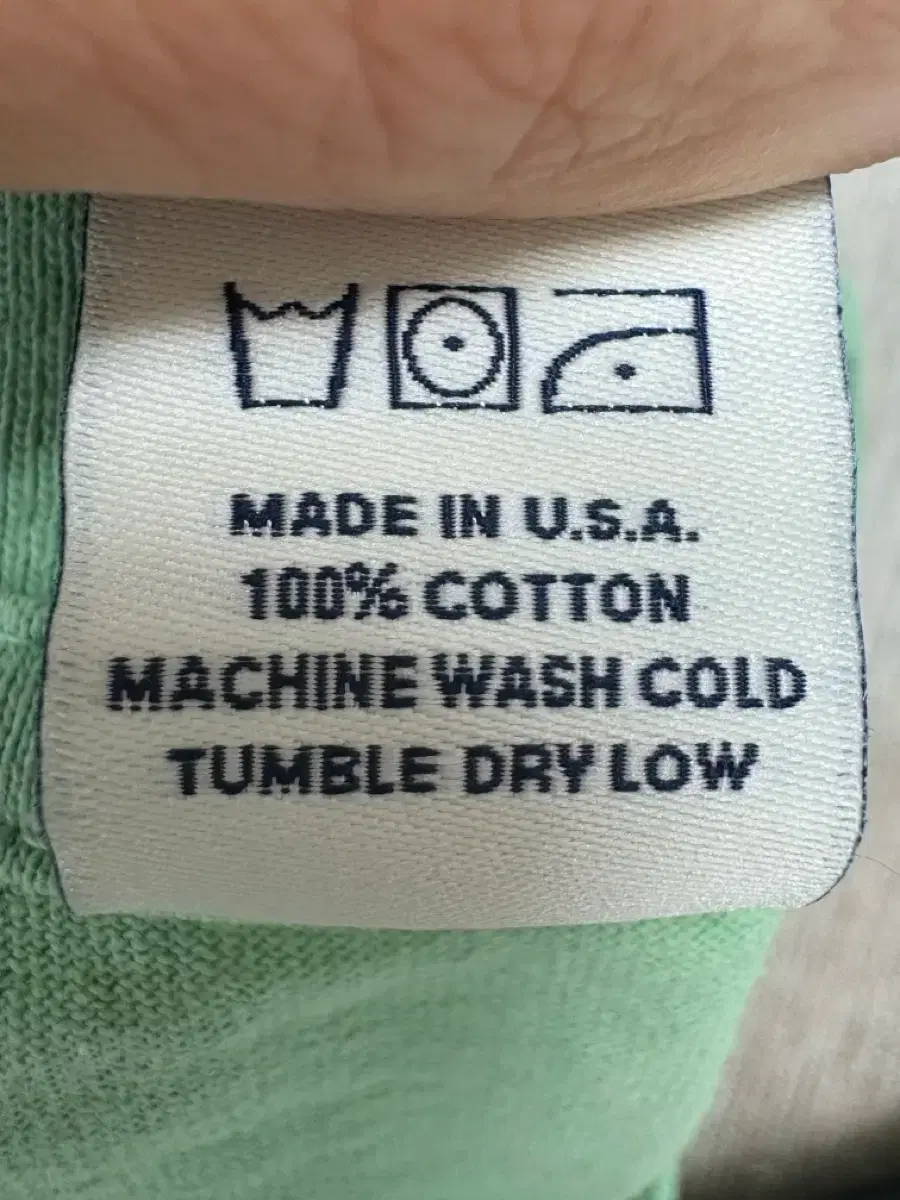 MADE IN U.S.A.
100% COTTON
MACHINE WASH COLD
TUMBLE DRY LOW